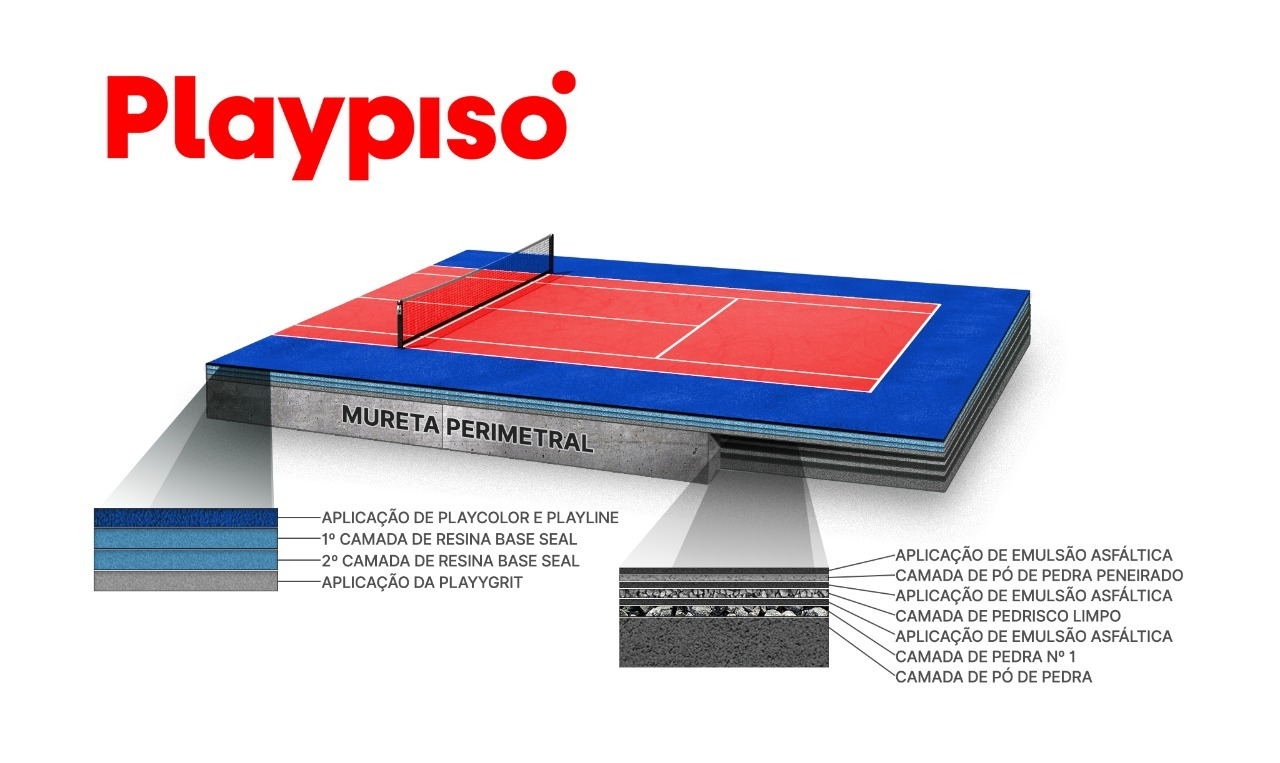 Playpiso
MURETA PERIMETRAL
APLICAÇÃO DE PLAYCOLOR E PLAYLINE
1º CAMADA DE RESINA BASE SEAL
2º CAMADA DE RESINA BASE SEAL
APLICAÇÃO DA PLAYYGRIT
APLICAÇÃO DE EMULSÃO ASFÁLTICA
CAMADA DE PÓ DE PEDRA PENEIRADO
APLICAÇÃO DE EMULSÃO ASFÁLTICA
CAMADA DE PEDRISCO LIMPO
APLICAÇÃO DE EMULSÃO ASFÁLTICA
CAMADA DE PEDRA Nº 1
CAMADA DE PÓ DE PEDRA